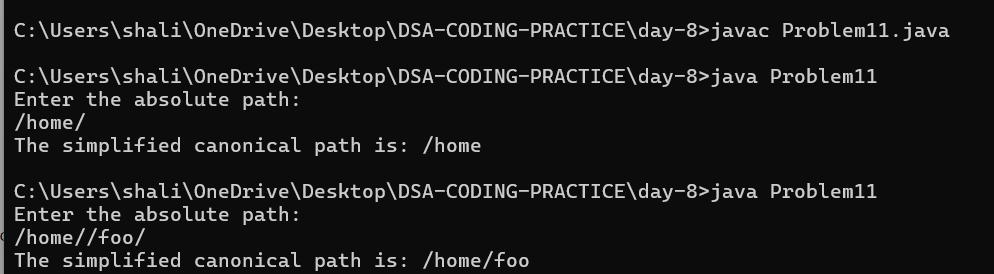 C:\Users\shali\OneDrive\Desktop\DSA-CODING-PRACTICE\day-8>javac Problem11.java
C:\Users\shali\OneDrive\Desktop\DSA-CODING-PRACTICE\day-8>java Problem11
Enter the absolute path:
/home/
The simplified canonical path is: /home
C:\Users\shali\OneDrive\Desktop\DSA-CODING-PRACTICE\day-8>java Problem11
Enter the absolute path:
/home//foo/
The simplified canonical path is: /home/foo